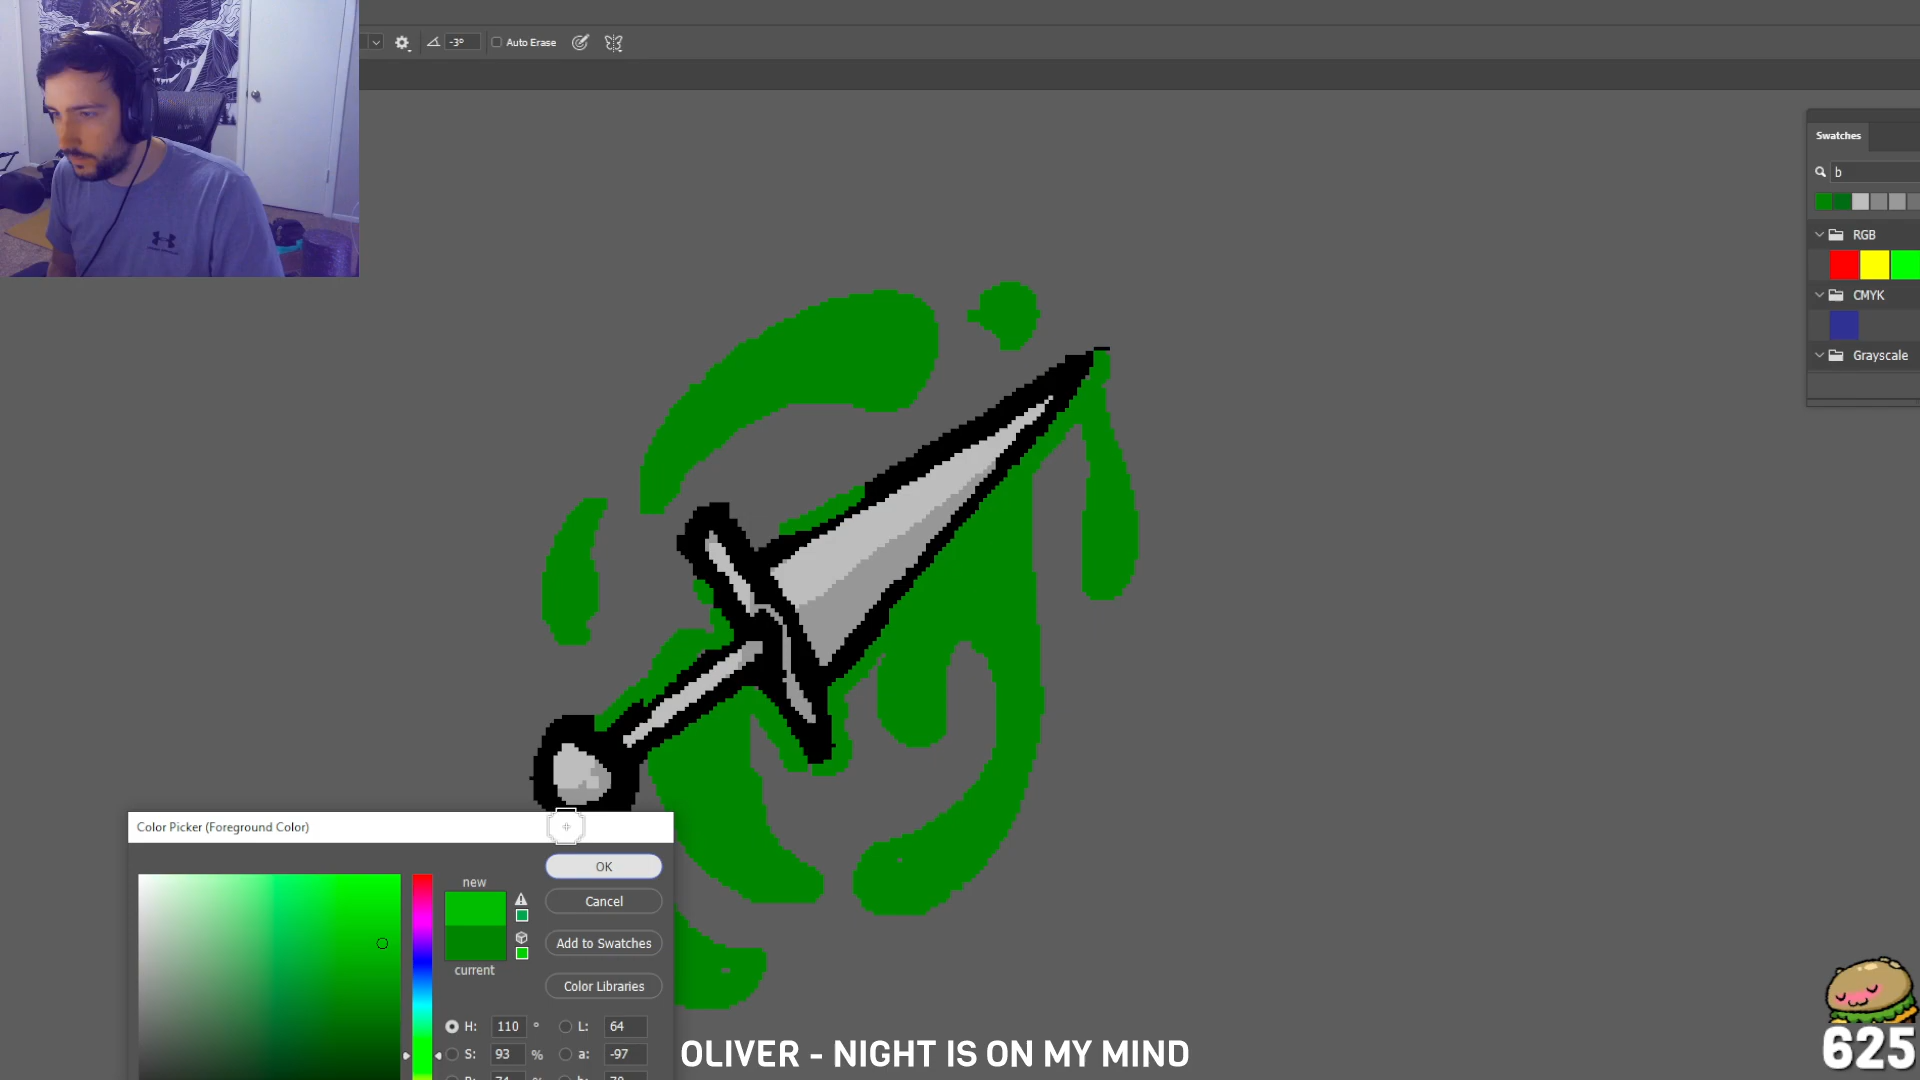 -3°
Auto Erase
Swatches
b
RGB
CMYK
Grayscale
Color Picker (Foreground Color)
new
current
OK
Cancel
Add to Swatches
Color Libraries
H: 110 °
L: 64
S: 93 %
a: -97
OLIVER - NIGHT IS ON MY MIND
625